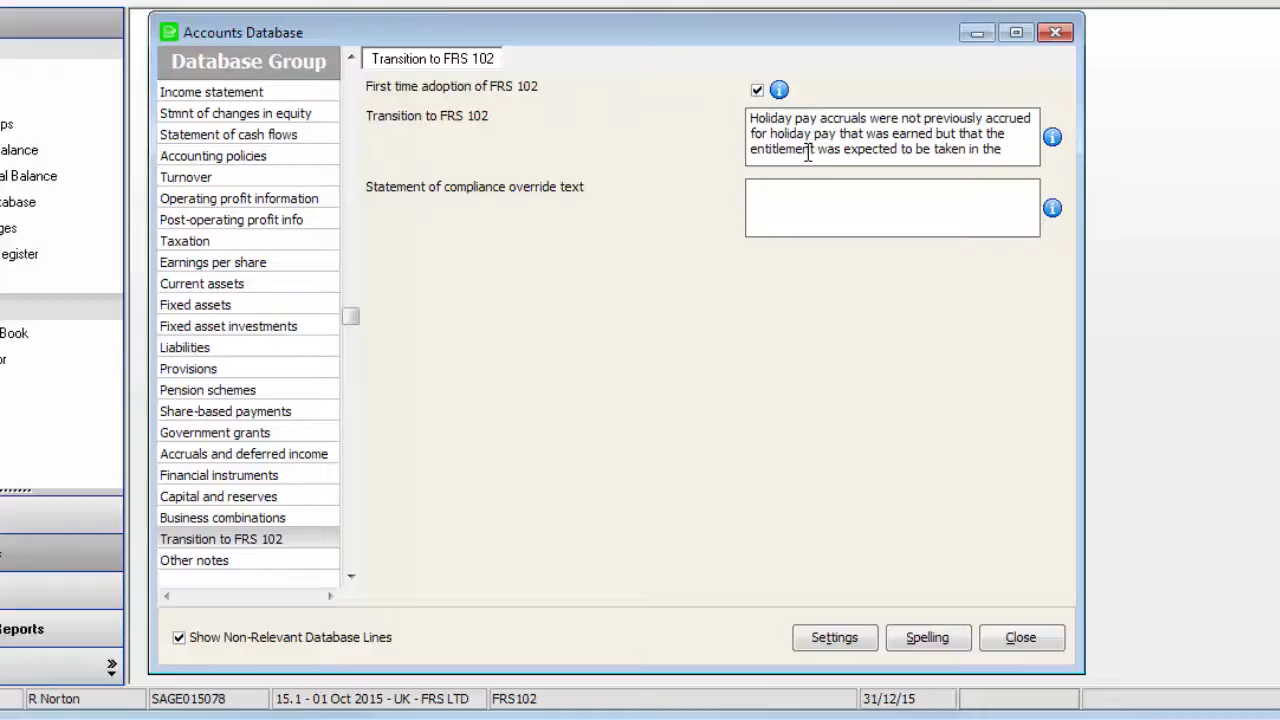 Accounts Database
Database Group
Income statement
Stmnt of changes in equity
Statement of cash flows
Accounting policies
Turnover
Operating profit information
Post-operating profit info
Taxation
Earnings per share
Current assets
Fixed assets
Fixed asset investments
Liabilities
Provisions
Pension schemes
Share-based payments
Government grants
Accruals and deferred income
Financial instruments
Capital and reserves
Business combinations
Transition to FRS 102
Other notes
Transition to FRS 102
First time adoption of FRS 102
Transition to FRS 102
Holiday pay accruals were not previously accrued
for holiday pay that was earned but that the
entitlement was expected to be taken in the
Statement of compliance override text
Show Non-Relevant Database Lines
Settings
Spelling
Close
ps
alance
al Balance
tabase
ges
egister
Book
or
eports
R Norton
SAGE015078
15.1 - 01 Oct 2015 - UK - FRS LTD
FRS102
31/12/15